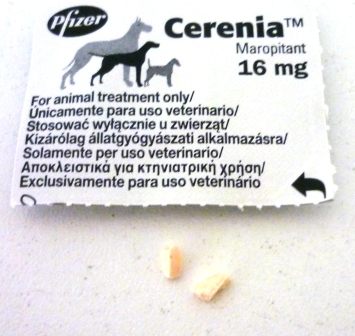 Pfizer
Cerenia™
Maropitant
16 mg
For animal treatment only/
Únicamente para uso veterinario/
Stosować wyłącznie u zwierząt/
Kizárólag állatgyógyászati alkalmazásra/
Solamente per uso veterinario/
Αποκλειστικά για κτηνιατρική χρήση/
Exclusivamente para uso veterinário